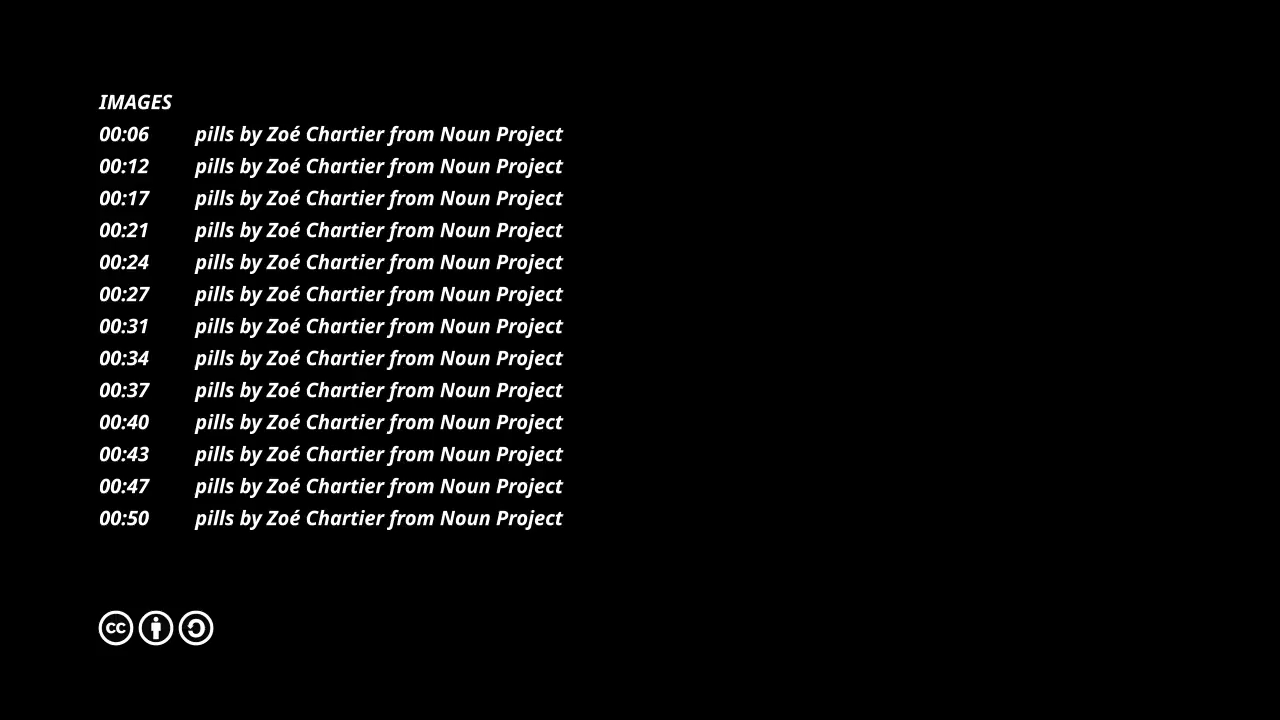 IMAGES
00:06 pills by Zoé Chartier from Noun Project
00:12 pills by Zoé Chartier from Noun Project
00:17 pills by Zoé Chartier from Noun Project
00:21 pills by Zoé Chartier from Noun Project
00:24 pills by Zoé Chartier from Noun Project
00:27 pills by Zoé Chartier from Noun Project
00:31 pills by Zoé Chartier from Noun Project
00:34 pills by Zoé Chartier from Noun Project
00:37 pills by Zoé Chartier from Noun Project
00:40 pills by Zoé Chartier from Noun Project
00:43 pills by Zoé Chartier from Noun Project
00:47 pills by Zoé Chartier from Noun Project
00:50 pills by Zoé Chartier from Noun Project
cc